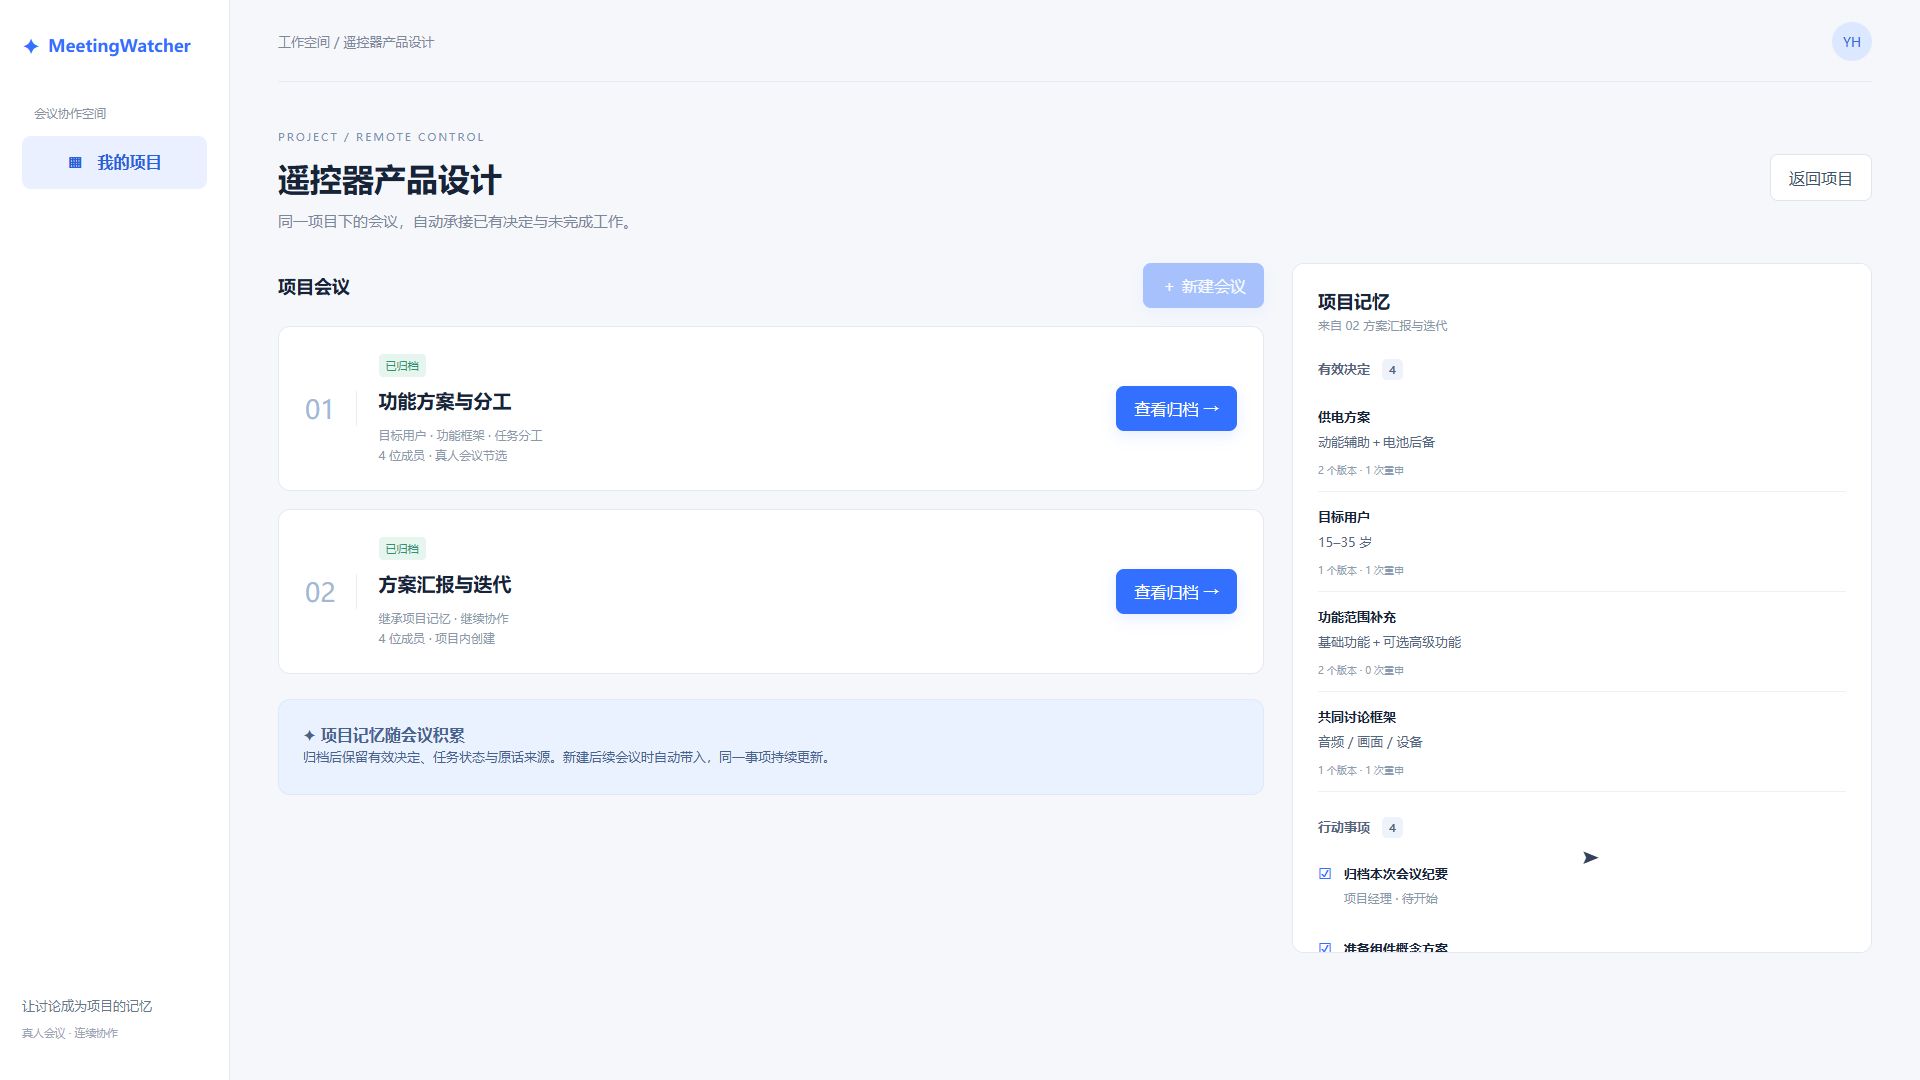 MeetingWatcher
会议协作空间
我的项目
让讨论成为项目的记忆
真人会议 · 连续协作
工作空间 / 遥控器产品设计
YH
PROJECT / REMOTE CONTROL
遥控器产品设计
同一项目下的会议，自动承接已有决定与未完成工作。
返回项目
项目会议
+ 新建会议
01
已归档
功能方案与分工
目标用户 · 功能框架 · 任务分工
4 位成员 · 真人会议节选
查看归档 →
02
已归档
方案汇报与迭代
继承项目记忆 · 继续协作
4 位成员 · 项目内创建
查看归档 →
✦ 项目记忆随会议积累
归档后保留有效决定、任务状态与原话来源。新建后续会议时自动带入，同一事项持续更新。
项目记忆
来自 02 方案汇报与迭代
有效决定 4
供电方案
动能辅助 + 电池后备
2 个版本 · 1 次重申
目标用户
15–35 岁
1 个版本 · 1 次重申
功能范围补充
基础功能 + 可选高级功能
2 个版本 · 0 次重申
共同讨论框架
音频 / 画面 / 设备
1 个版本 · 1 次重申
行动事项 4
归档本次会议纪要
项目经理 · 待开始
准备组件概念方案